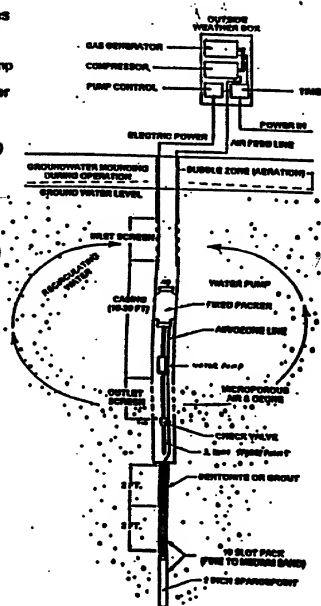 OUTSIDE
WEATHER BOX
GAS GENERATOR
COMPRESSOR
PUMP CONTROL
TIME
POWER IN
ELECTRIC POWER
AIR FEED LINE
GROUNDWATER MOUNDING
DURING OPERATION
BUBBLE ZONE (AERATION)
GROUND WATER LEVEL
INLET SCREEN
RECIRCULATING
WATER
WATER PUMP
CASING
FIXED PACKER
AIR/OZONE LINE
OUTLET
SCREEN
MICROPOROUS
AIR & OZONE
CHECK VALVE
BENTONITE OR GROUT
2 FT.
2 FT.
10 SLOT PACK
(FINE TO MEDIUM SAND)
2 INCH SPARGEPOINT